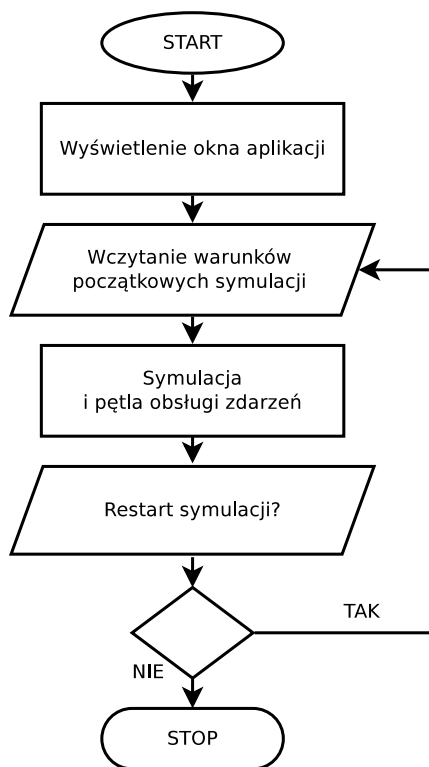 START
Wyświetlenie okna aplikacji
Wczytanie warunków
początkowych symulacji
Symulacja
i pętla obsługi zdarzeń
Restart symulacji?
TAK
NIE
STOP